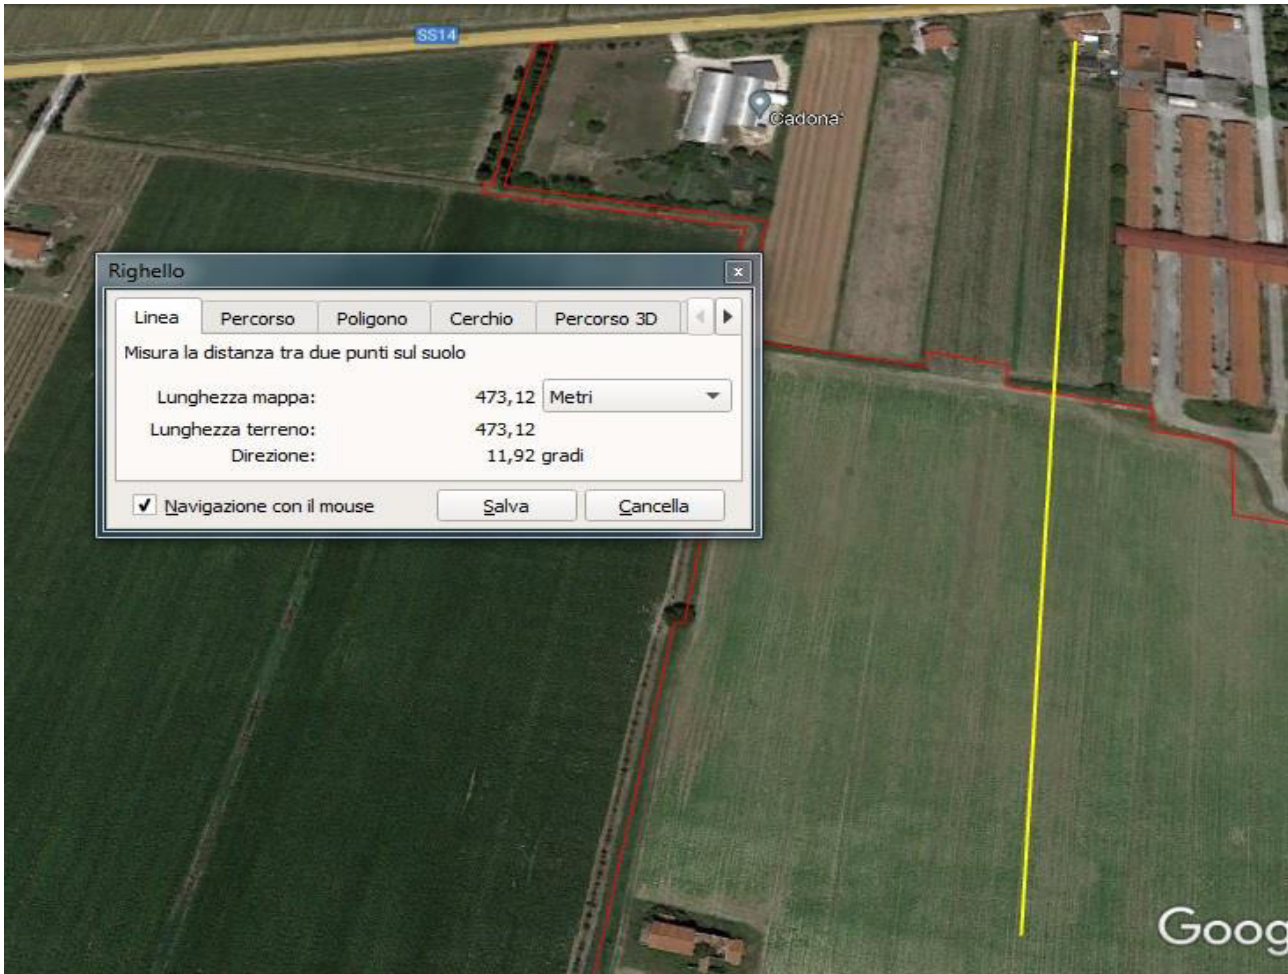 SS14
Cadona'
Righello
Linea Percorso Poligono Cerchio Percorso 3D
Misura la distanza tra due punti sul suolo
Lunghezza mappa: 473,12 Metri
Lunghezza terreno: 473,12
Direzione: 11,92 gradi
Navigazione con il mouse Salva Cancella
Goog